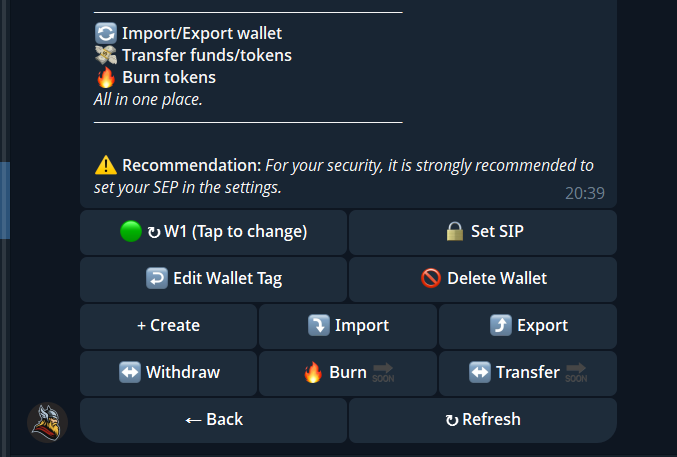 Import/Export wallet
Transfer funds/tokens
Burn tokens
All in one place.
Recommendation: For your security, it is strongly recommended to
set your SEP in the settings.
20:39
↻ W1 (Tap to change)
Set SIP
Edit Wallet Tag
Delete Wallet
+ Create
Import
Export
Withdraw
Burn SOON
Transfer SOON
← Back
↻ Refresh